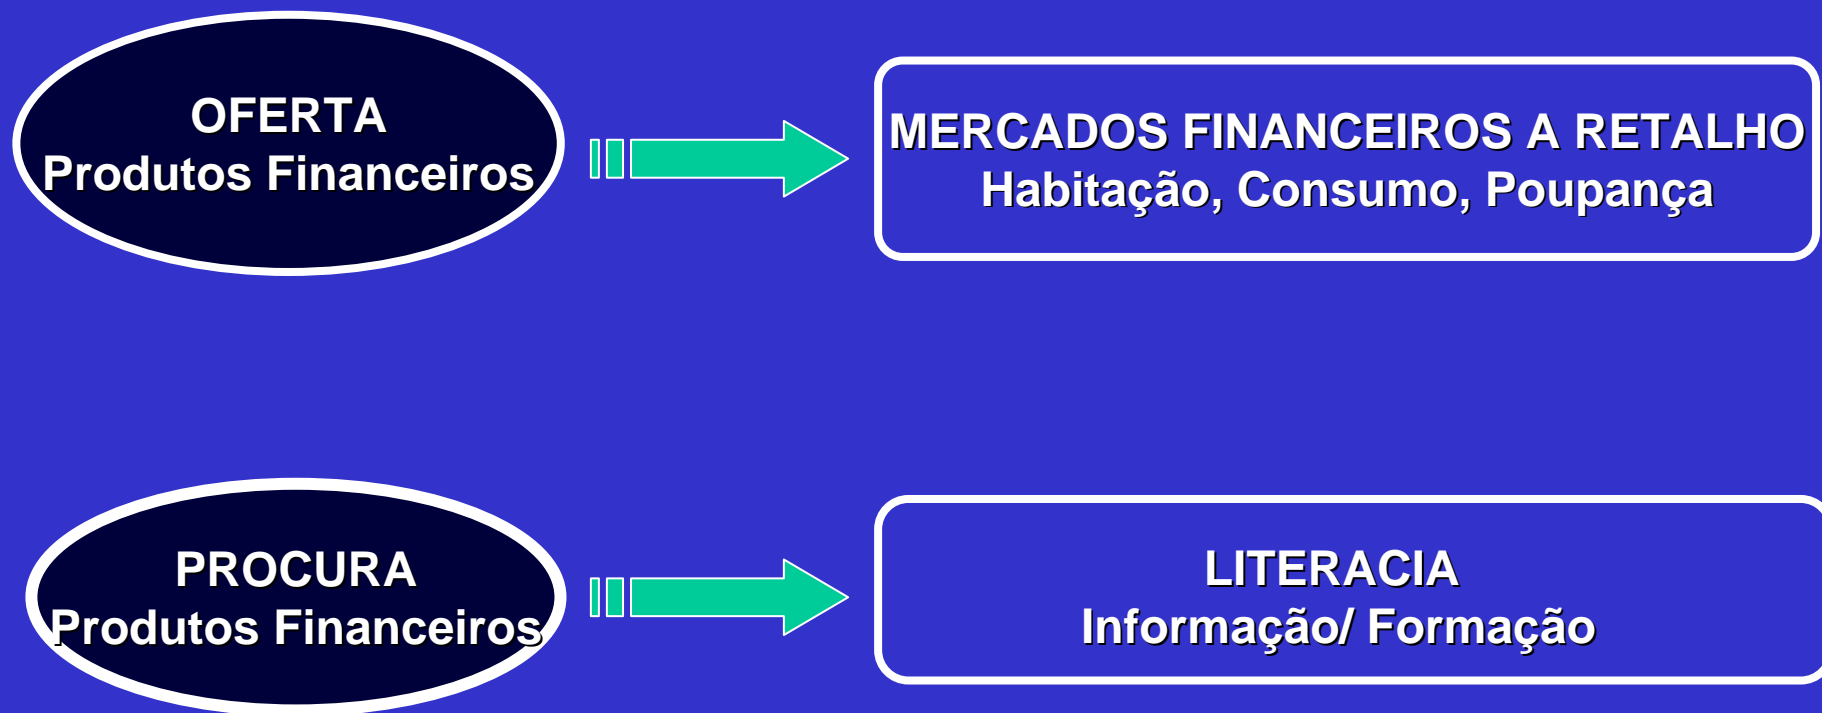 OFERTA
Produtos Financeiros
MERCADOS FINANCEIROS A RETALHO
Habitação, Consumo, Poupança
PROCURA
Produtos Financeiros
LITERACIA
Informação/ Formação